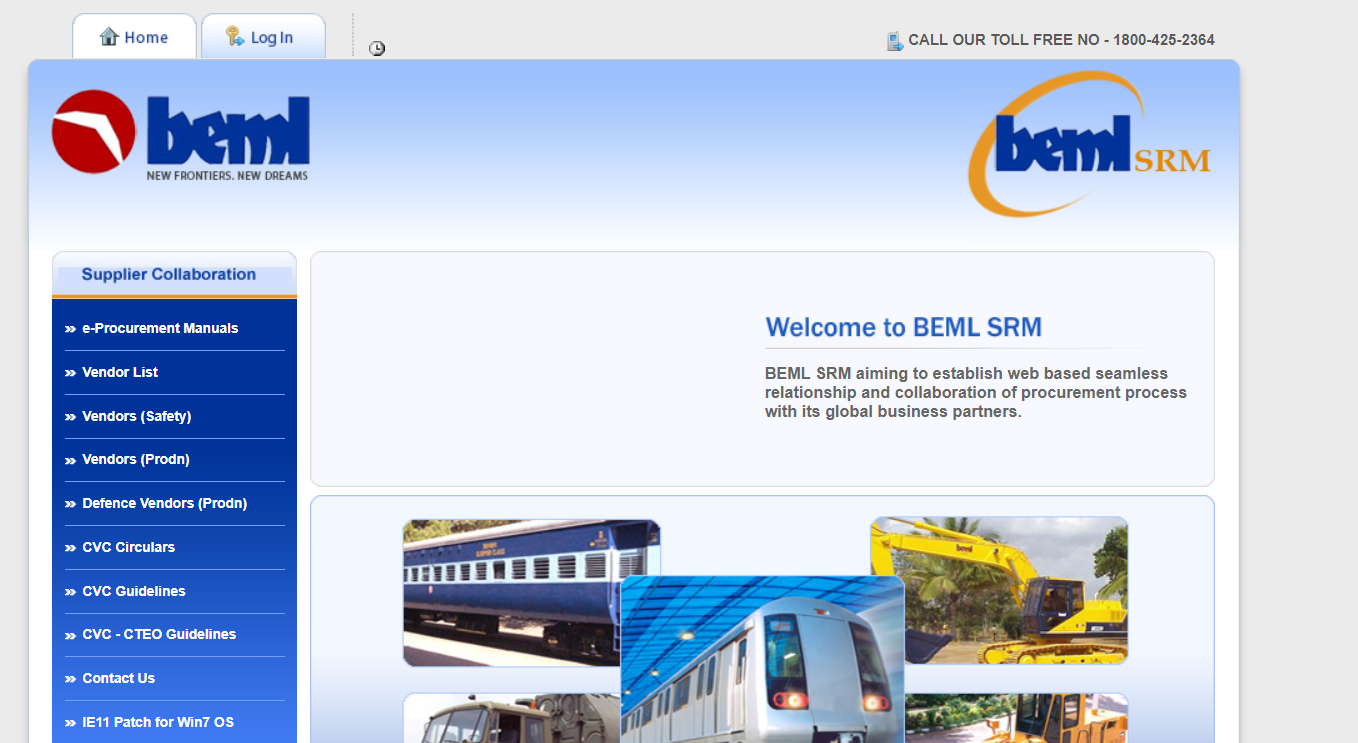 Home
Log In
CALL OUR TOLL FREE NO - 1800-425-2364
beml
NEW FRONTIERS. NEW DREAMS
beml SRM
Supplier Collaboration
e-Procurement Manuals
Vendor List
Vendors (Safety)
Vendors (Prodn)
Defence Vendors (Prodn)
CVC Circulars
CVC Guidelines
CVC - CTEO Guidelines
Contact Us
IE11 Patch for Win7 OS
Welcome to BEML SRM
BEML SRM aiming to establish web based seamless
relationship and collaboration of procurement process
with its global business partners.
SLEEPER CLASS
beml